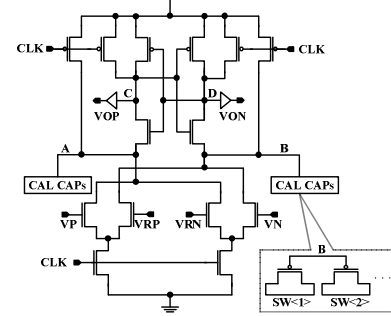 CLK
CLK
C
D
VOP
VON
A
B
CAL CAPs
CAL CAPs
VP
VRP
VRN
VN
CLK
B
SW<1>
SW<2>